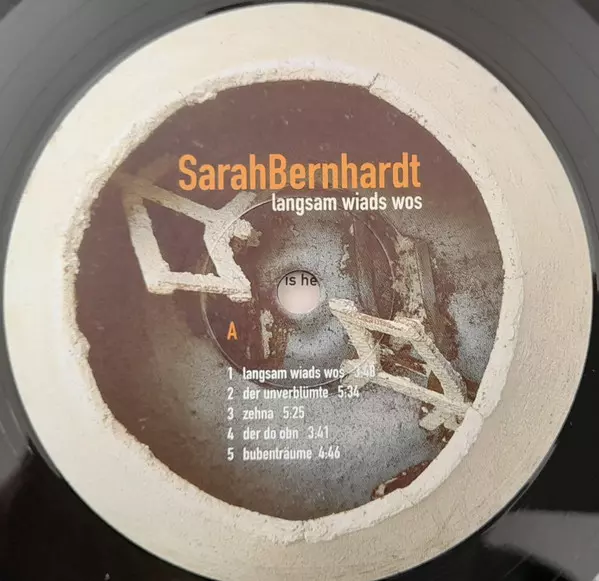 SarahBernhardt
langsam wiads wos
is he
A
1 langsam wiads wos 3:48
2 der unverblümte 5:34
3 zehna 5:25
4 der do obn 3:41
5 bubenträume 4:46